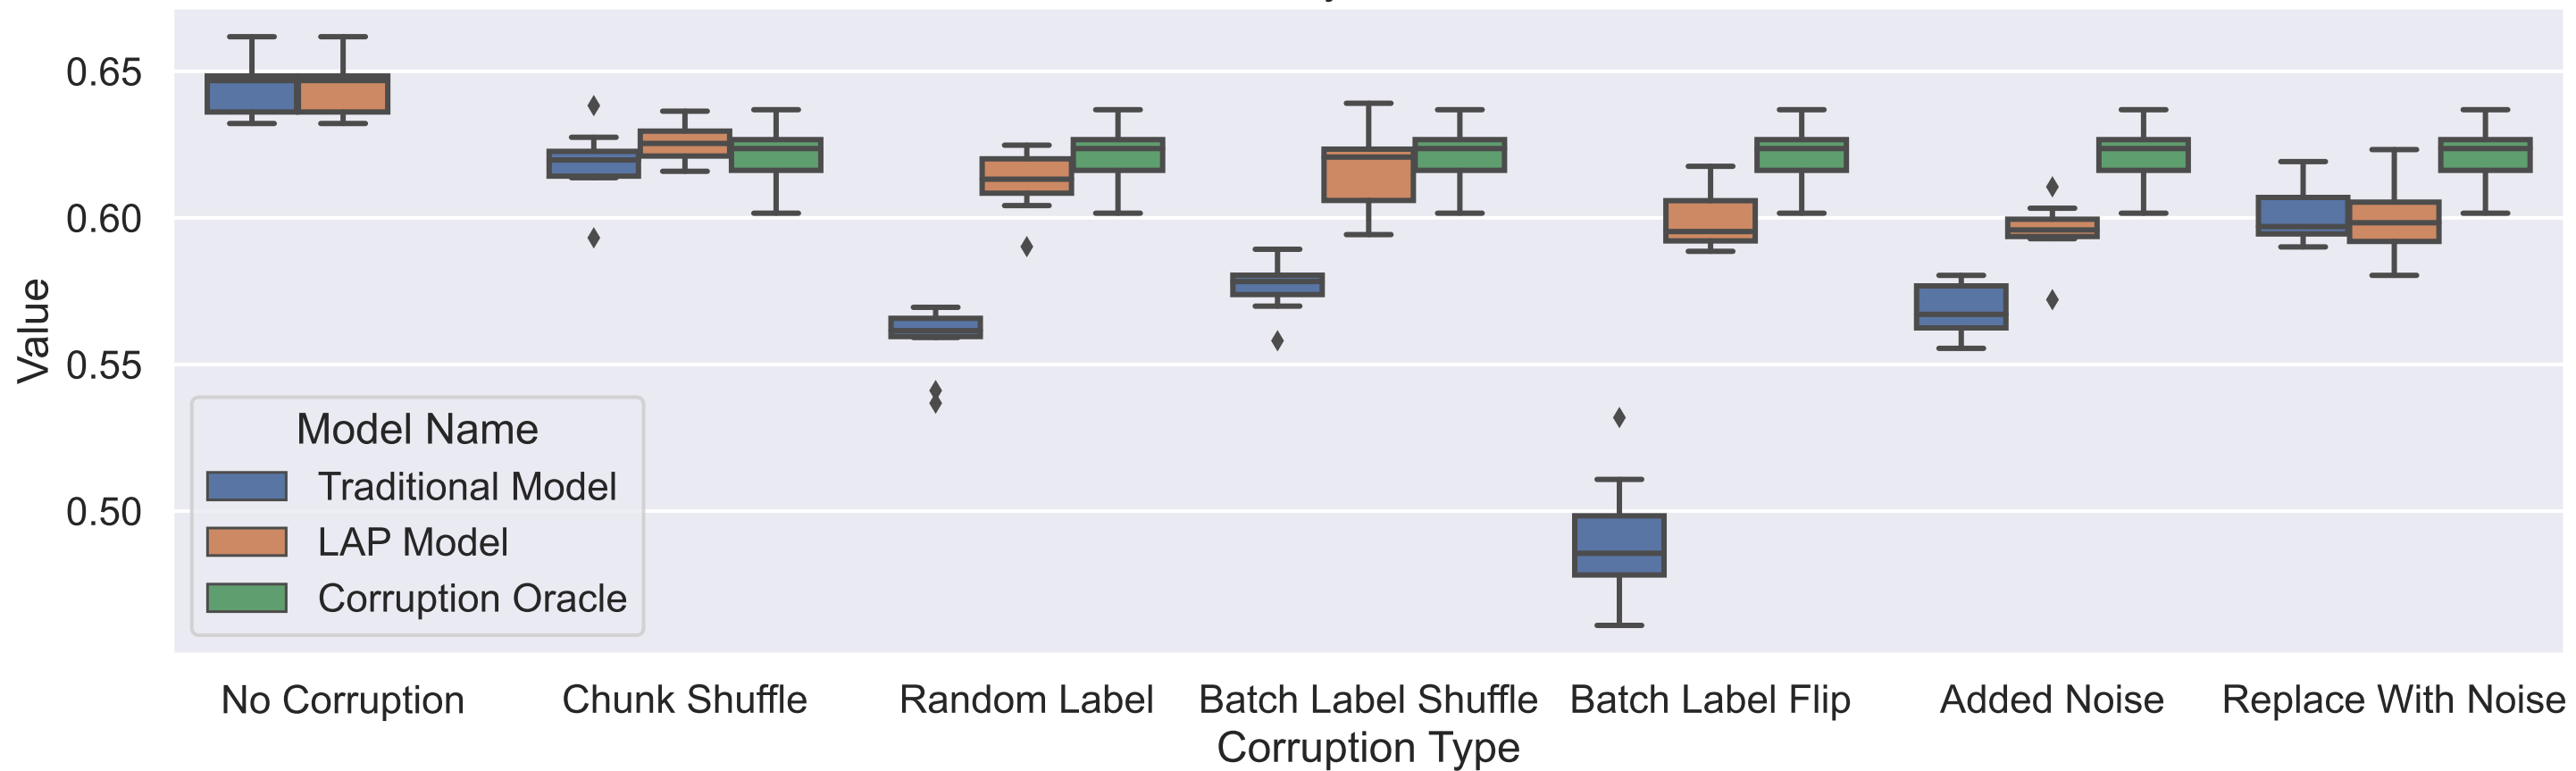 0.65
0.60
0.55
0.50
Value
Model Name
Traditional Model
LAP Model
Corruption Oracle
No Corruption
Chunk Shuffle
Random Label
Batch Label Shuffle
Batch Label Flip
Added Noise
Replace With Noise
Corruption Type